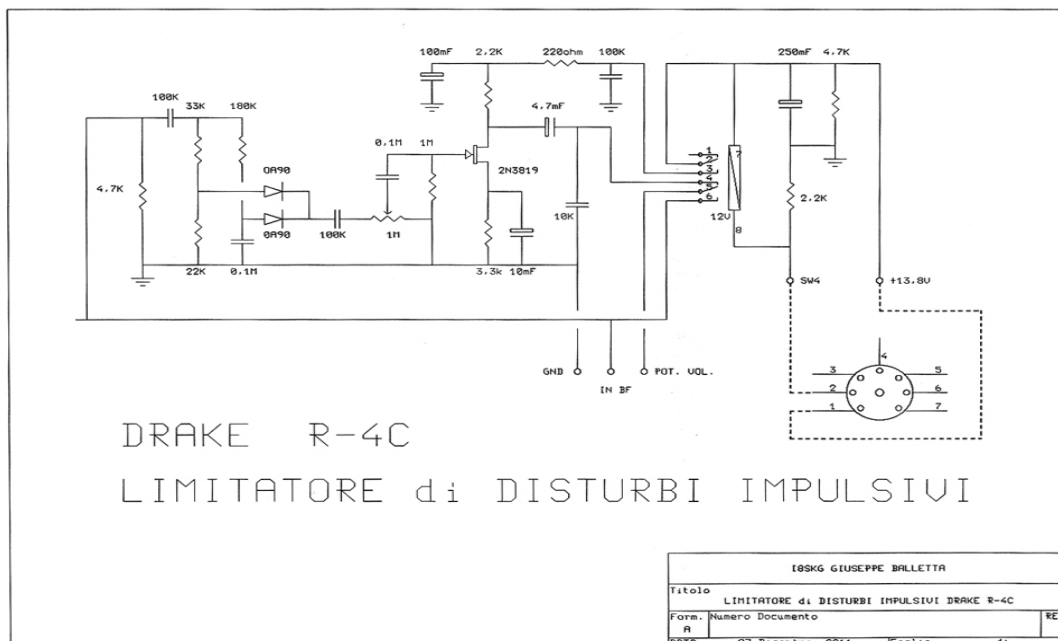 100mF 2,2K 220ohm 100K 250mF 4.7K
100K 33K 180K 4,7mF
0,1M 1M
1
2
3
4
5
6
7
2N3819
OA90
4.7K
2,2K
OA90
10K
12V
8
100K 1M
22K 0,1M 3,3k 10mF
SW4 +13,8V
4
GND POT. VOL.
IN BF
3 5
2 6
1 7
DRAKE R-4C
LIMITATORE di DISTURBI IMPULSIVI
I8SKG GIUSEPPE BALLETTA
Titolo
LIMITATORE di DISTURBI IMPULSIVI DRAKE R-4C
Form. Numero Documento RE
A